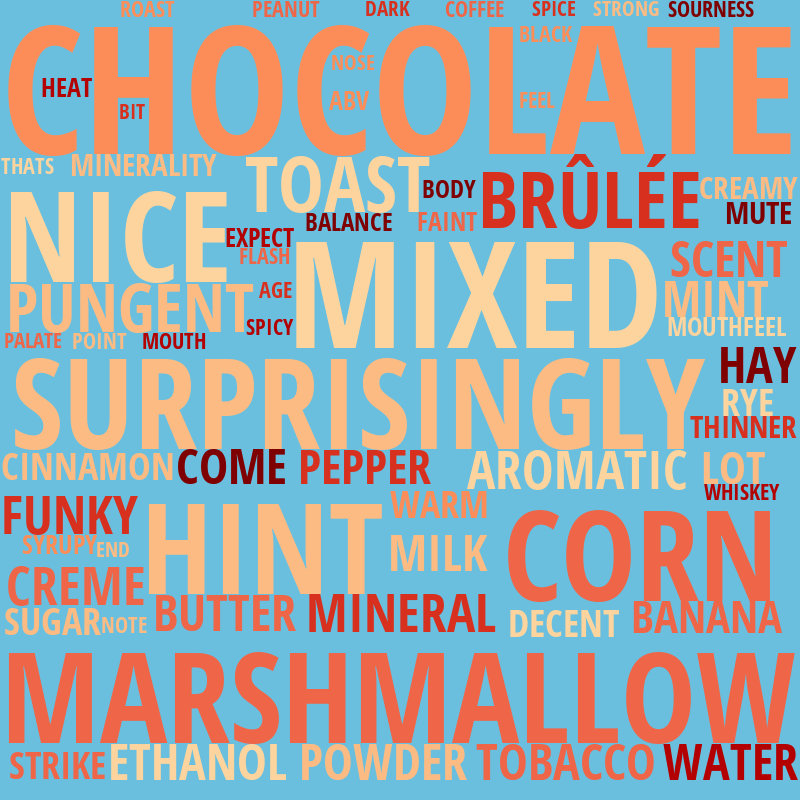 ROAST PEANUT DARK COFFEE SPICE STRONG SOURNESS
BLACK
CHOCOLATE
NOSE
HEAT
ABV FEEL
BIT
THATS MINERALITY
TOAST
BODY BRÛLÉE CREAMY
NICE
BALANCE FAINT MUTE
EXPECT
FLASH
MIXED
SCENT
PUNGENT
AGE
MINT
SPICY
MOUTHFEEL
PALATE POINT MOUTH
SURPRISINGLY
HAY
RYE
THINNER
CINNAMON COME PEPPER AROMATIC LOT
WHISKEY
FUNKY
HINT
WARM
CORN
SYRUPY END
MILK
CREME
SUGAR NOTE BUTTER MINERAL DECENT BANANA
MARSHMALLOW
STRIKE ETHANOL POWDER TOBACCO WATER